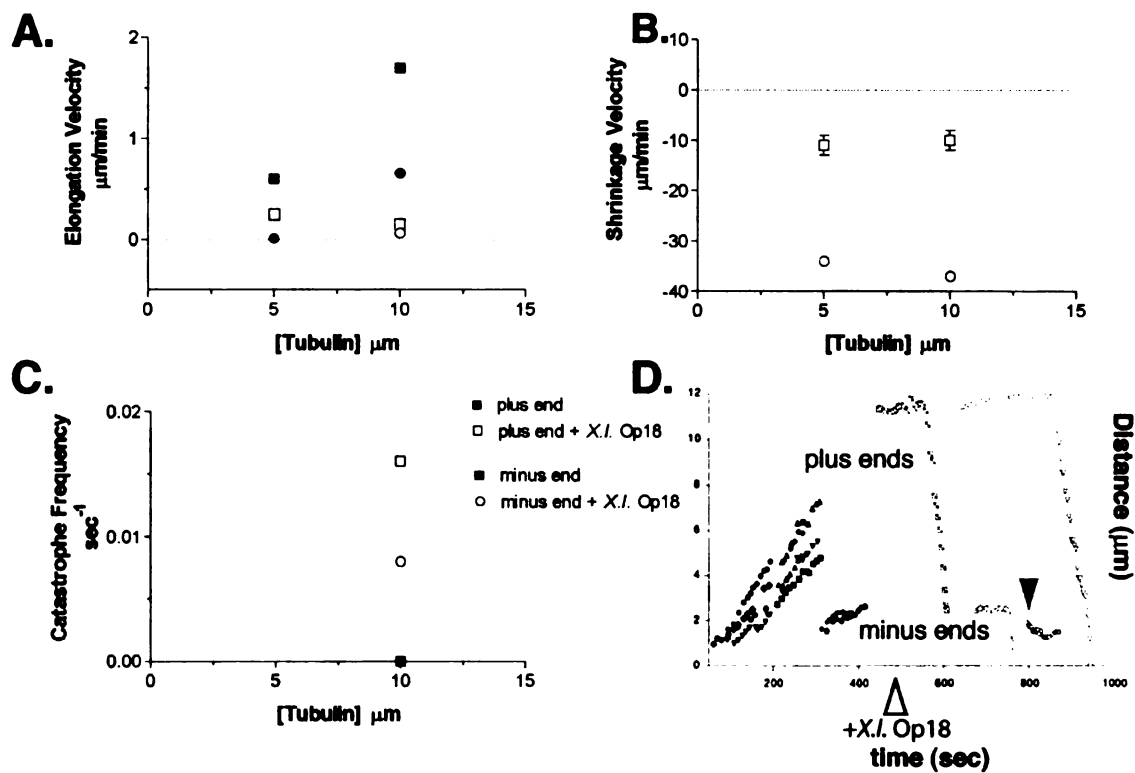 A.
Elongation Velocity
μm/min
2
1
0
0
5
10
15
[Tubulin] μm
B.
Shrinkage Velocity
μm/min
-10
0
-10
-20
-30
-40
0
5
10
15
[Tubulin] μm
C.
Catastrophe Frequency
sec-1
0.02
0.01
0.00
0
5
10
15
[Tubulin] μm
plus end
plus end + X.l. Op18
minus end
minus end + X.l. Op18
D.
12
10
8
6
4
2
0
plus ends
minus ends
Distance (μm)
200
400
600
800
1000
+X.l. Op18
time (sec)